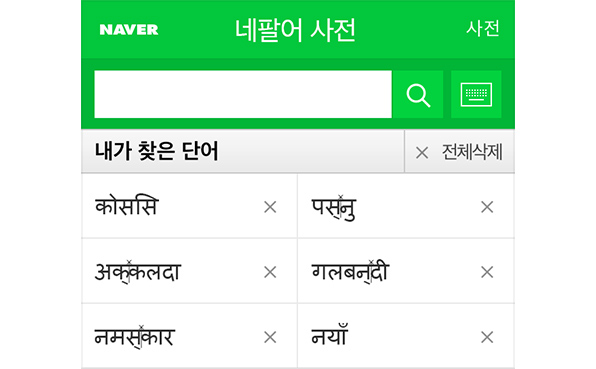 NAVER 네팔어 사전 사전
내가 찾은 단어 × 전체삭제
कोससि × पस्‍नु ×
अक्‍कलदा × गलबन्‍दी ×
नमस्‍कार × नयाँ ×